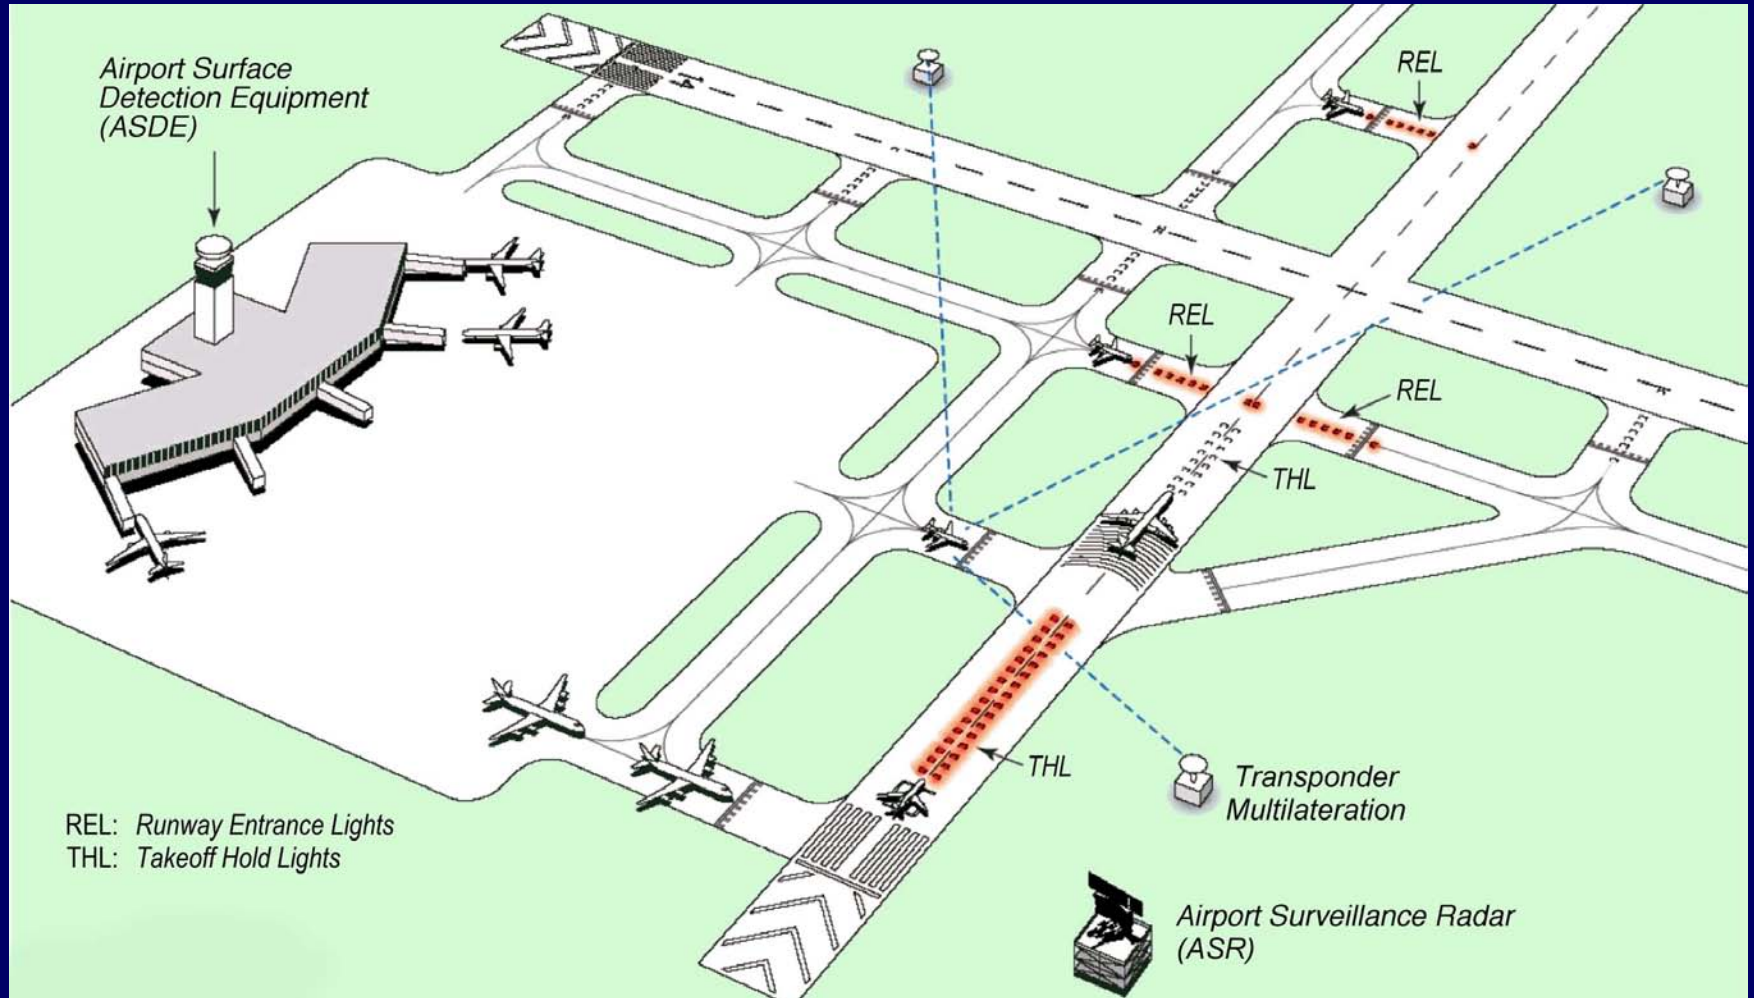 Airport Surface
Detection Equipment
(ASDE)
REL
REL
REL
THL
THL
Transponder
Multilateration
REL: Runway Entrance Lights
THL: Takeoff Hold Lights
Airport Surveillance Radar
(ASR)